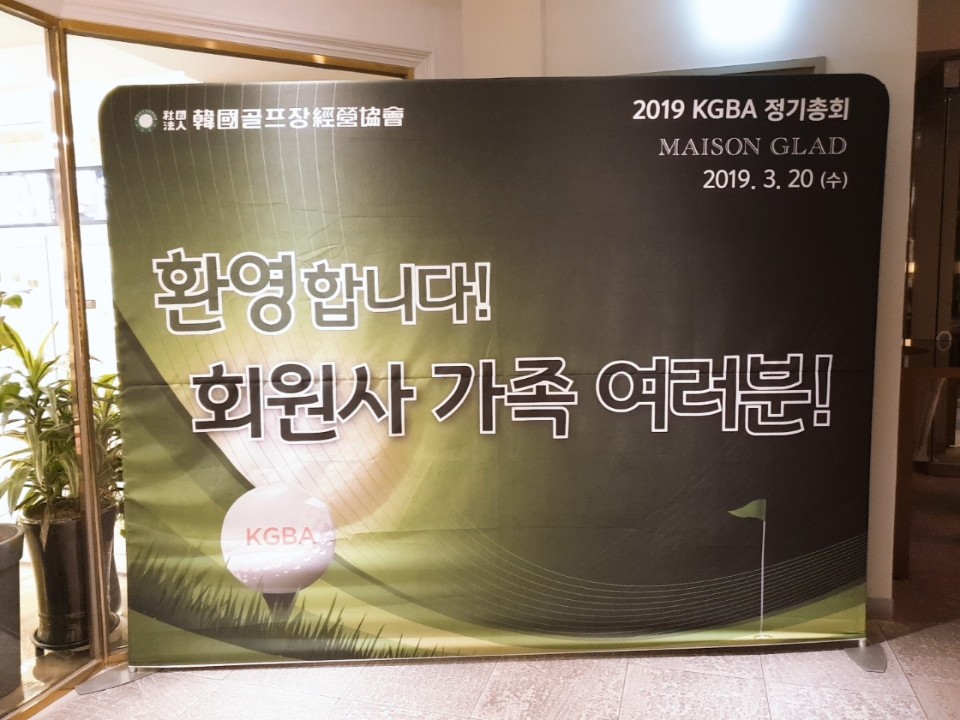 社團法人 韓國골프장經營協會
2019 KGBA 정기총회
MAISON GLAD
2019. 3. 20 (수)
환영합니다!
회원사 가족 여러분!
KGBA